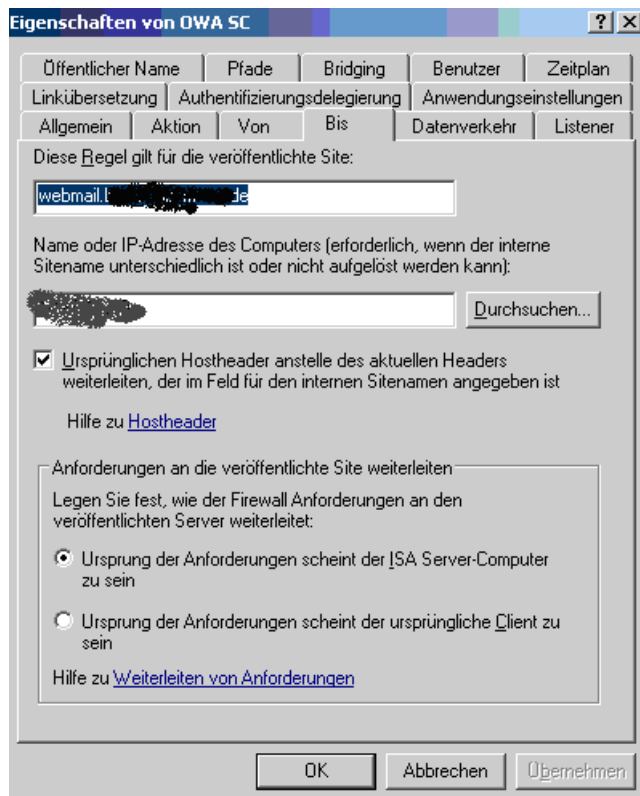 Eigenschaften von OWA SC
Öffentlicher Name Pfade Bridging Benutzer Zeitplan
Linkübersetzung Authentifizierungsdelegierung Anwendungseinstellungen
Allgemein Aktion Von Bis Datenverkehr Listener
Diese Regel gilt für die veröffentlichte Site:
webmail. de
Name oder IP-Adresse des Computers (erforderlich, wenn der interne
Sitename unterschiedlich ist oder nicht aufgelöst werden kann):
Durchsuchen...
Ursprünglichen Hostheader anstelle des aktuellen Headers
weiterleiten, der im Feld für den internen Sitenamen angegeben ist
Hilfe zu Hostheader
Anforderungen an die veröffentlichte Site weiterleiten
Legen Sie fest, wie der Firewall Anforderungen an den
veröffentlichten Server weiterleitet:
Ursprung der Anforderungen scheint der ISA Server-Computer
zu sein
Ursprung der Anforderungen scheint der ursprüngliche Client zu
sein
Hilfe zu Weiterleiten von Anforderungen
OK Abbrechen Übernehmen